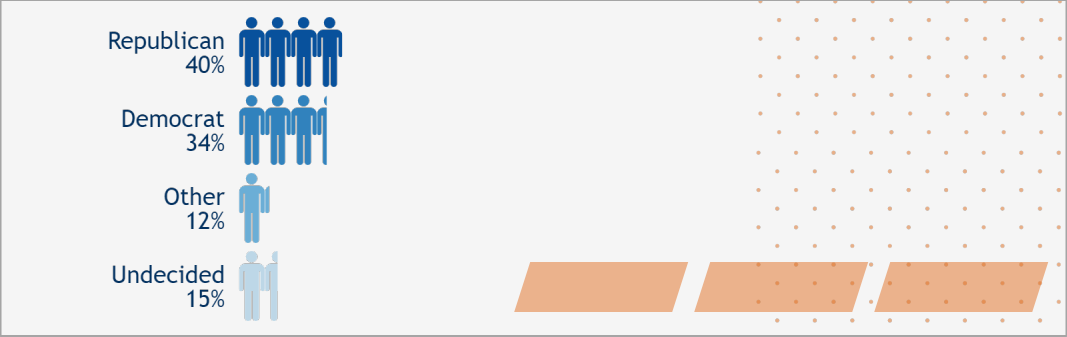 Republican
40%
Democrat
34%
Other
12%
Undecided
15%